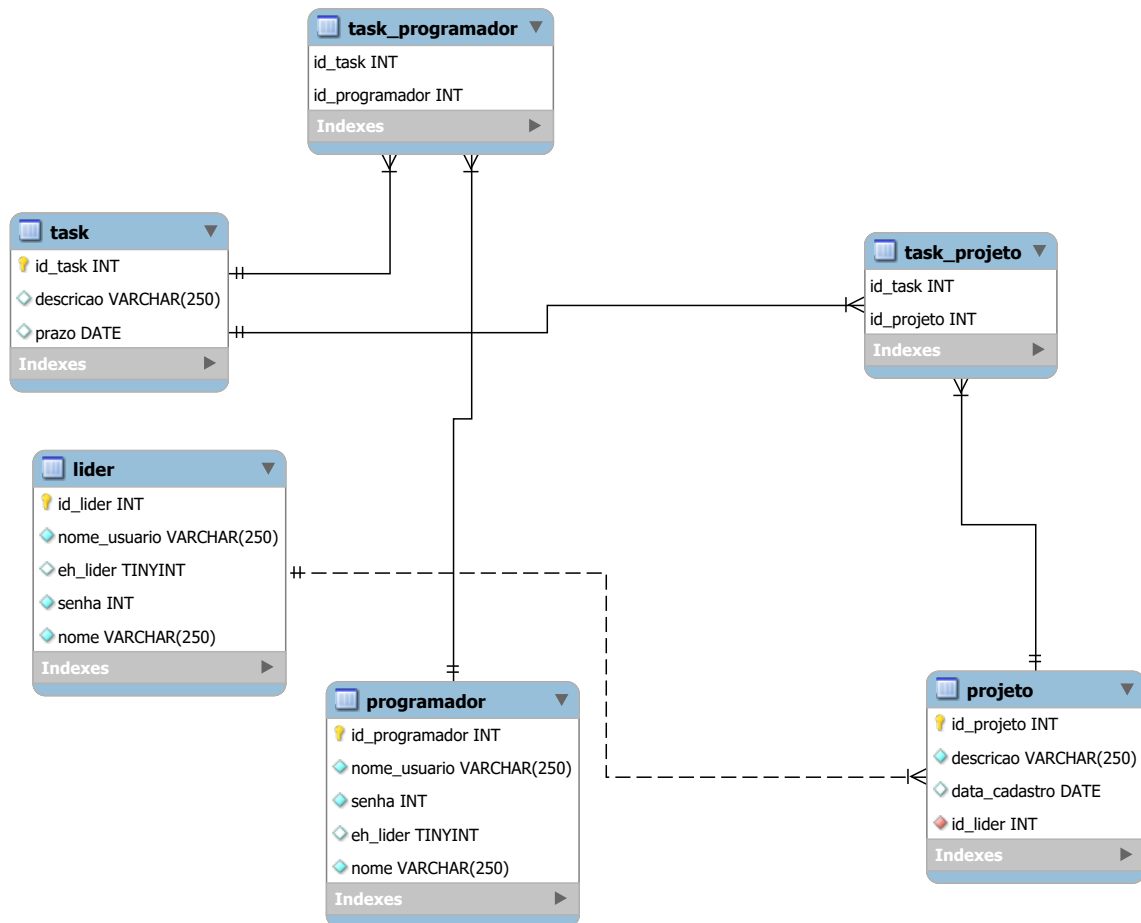 task_programador
id_task INT
id_programador INT
Indexes
task
id_task INT
descricao VARCHAR(250)
prazo DATE
Indexes
task_projeto
id_task INT
id_projeto INT
Indexes
lider
id_lider INT
nome_usuario VARCHAR(250)
eh_lider TINYINT
senha INT
nome VARCHAR(250)
Indexes
programador
id_programador INT
nome_usuario VARCHAR(250)
senha INT
eh_lider TINYINT
nome VARCHAR(250)
Indexes
projeto
id_projeto INT
descricao VARCHAR(250)
data_cadastro DATE
id_lider INT
Indexes